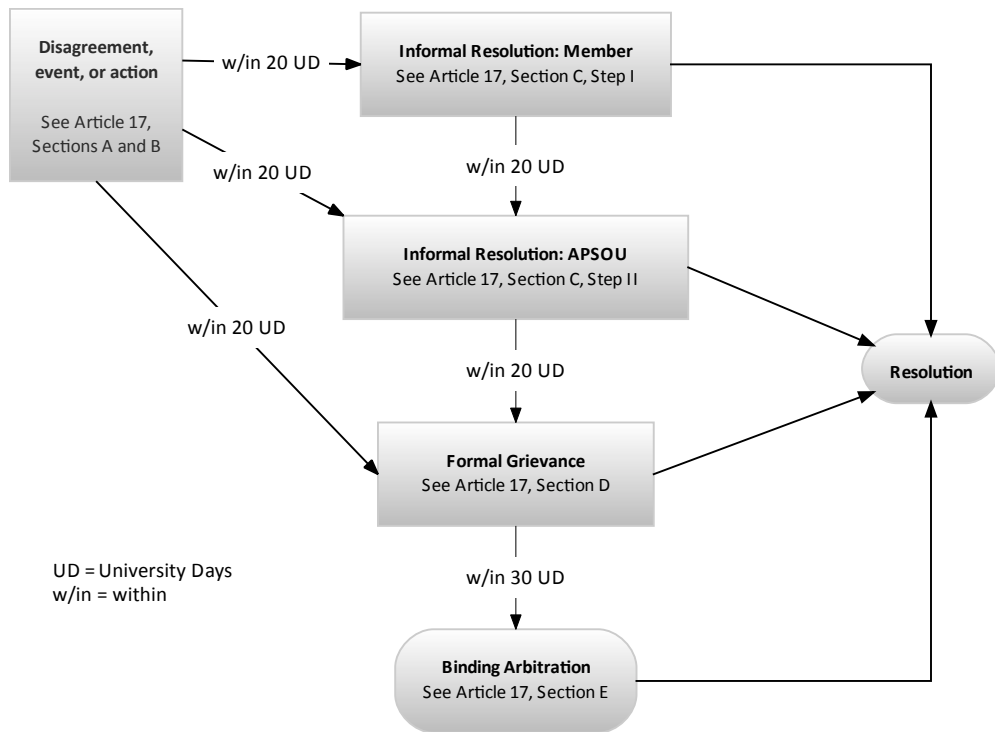 Disagreement,
event, or action
See Article 17,
Sections A and B
w/in 20 UD
Informal Resolution: Member
See Article 17, Section C, Step I
w/in 20 UD
w/in 20 UD
Informal Resolution: APSOU
See Article 17, Section C, Step II
w/in 20 UD
w/in 20 UD
Resolution
Formal Grievance
See Article 17, Section D
UD = University Days
w/in = within
w/in 30 UD
Binding Arbitration
See Article 17, Section E